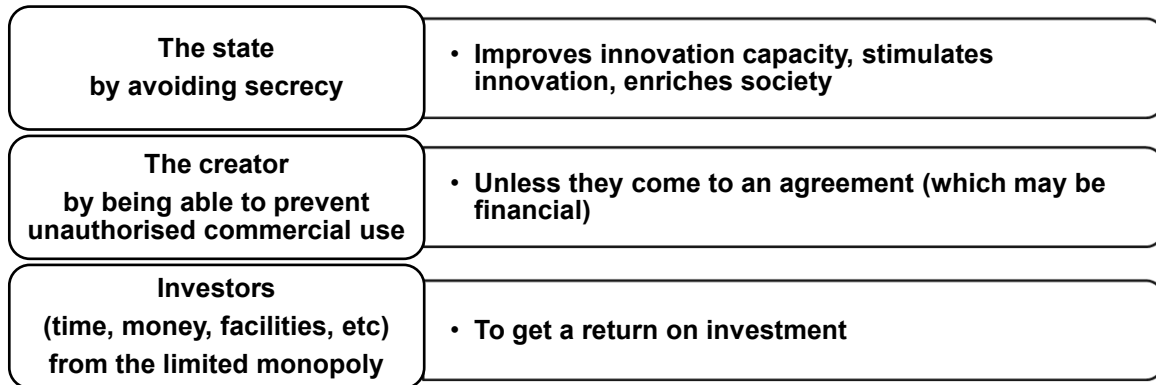 The state
by avoiding secrecy
• Improves innovation capacity, stimulates
innovation, enriches society
The creator
by being able to prevent
unauthorised commercial use
• Unless they come to an agreement (which may be
financial)
Investors
(time, money, facilities, etc)
from the limited monopoly
• To get a return on investment